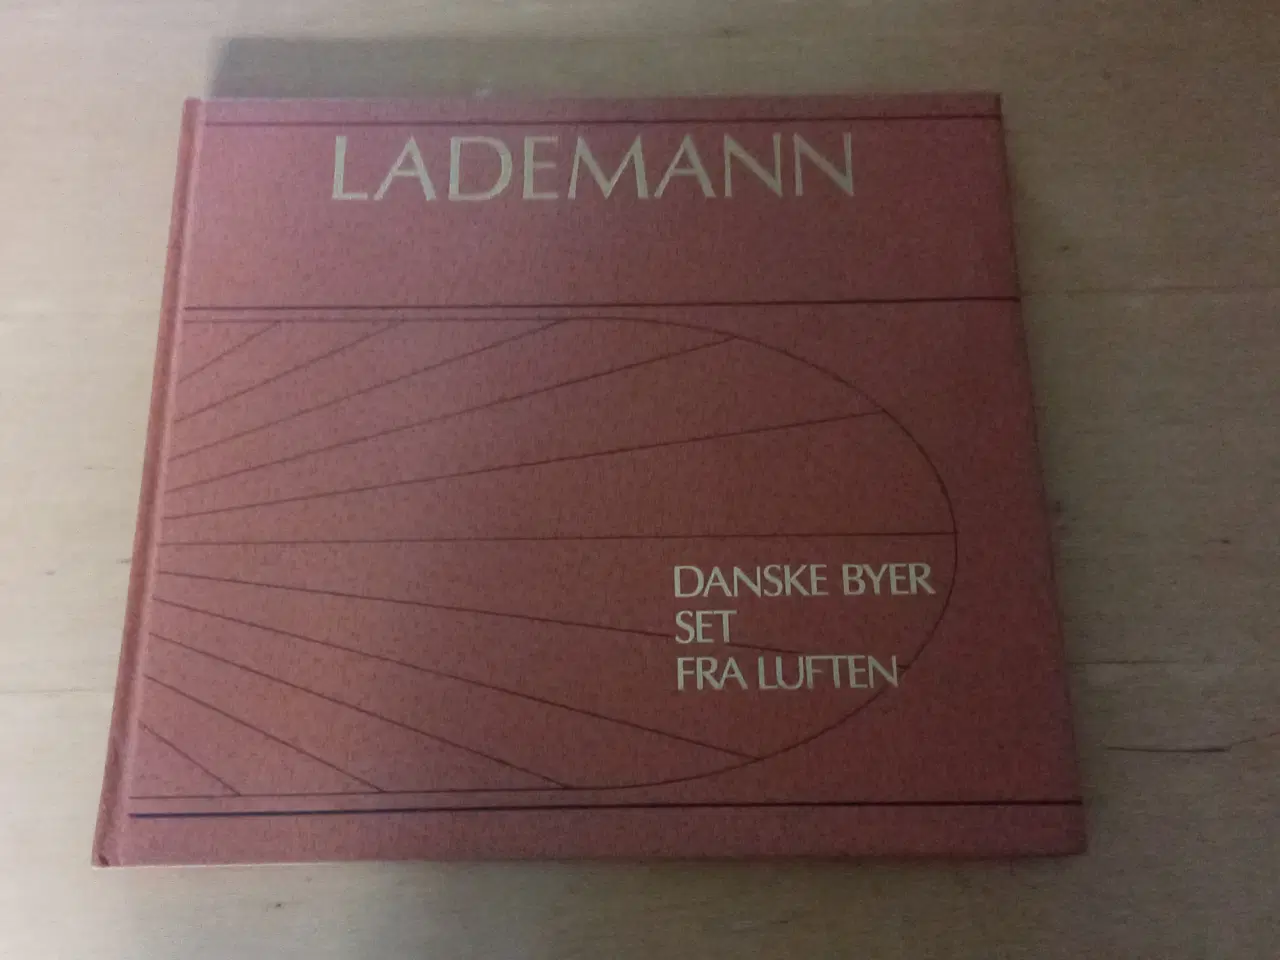 LADEMANN
DANSKE BYER
SET
FRA LUFTEN